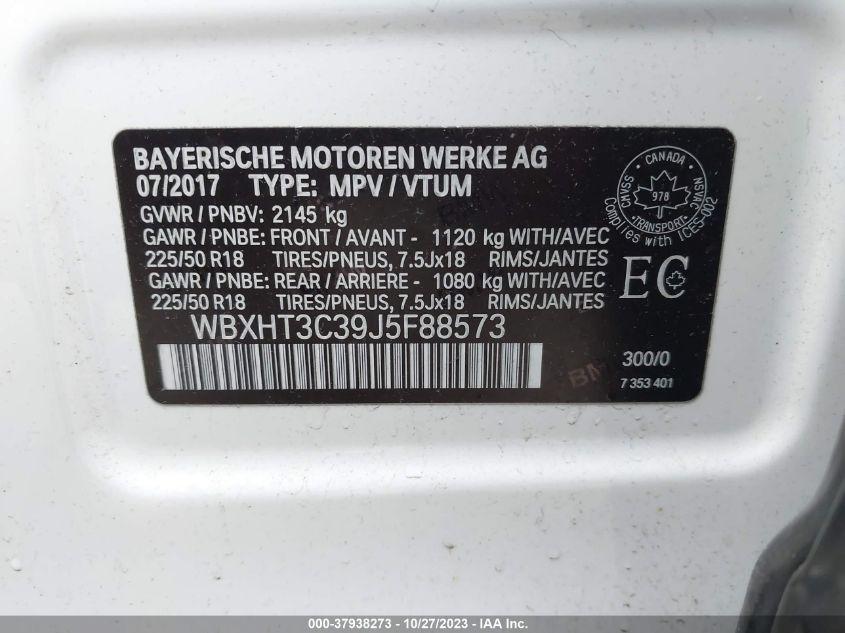 BAYERISCHE MOTOREN WERKE AG
07/2017 TYPE: MPV / VTUM
GVWR / PNBV: 2145 kg
GAWR / PNBE: FRONT / AVANT - 1120 kg WITH/AVEC
225/50 R18 TIRES/PNEUS, 7.5Jx18 RIMS/JANTES
GAWR / PNBE: REAR / ARRIERE - 1080 kg WITH/AVEC
225/50 R18 TIRES/PNEUS, 7.5Jx18 RIMS/JANTES
WBXHT3C39J5F88573
CANADA
CMVSS
NSVAC
978
TRANSPORT
Complies with ICES-002
EC
300/0
7 353 401
000-37938273 - 10/27/2023 - IAA Inc.